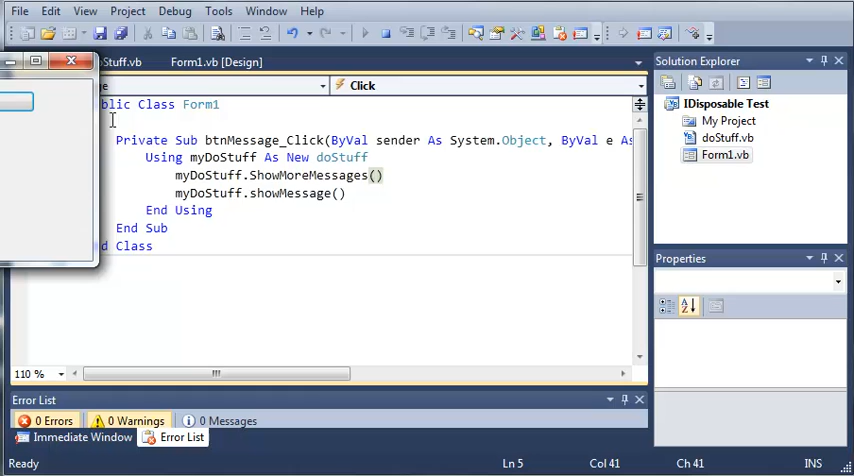 File Edit View Project Debug Tools Window Help
Stuff.vb Form1.vb [Design]
Click
Public Class Form1
Private Sub btnMessage_Click(ByVal sender As System.Object, ByVal e As
Using myDoStuff As New doStuff
myDoStuff.ShowMoreMessages()
myDoStuff.showMessage()
End Using
End Sub
End Class
110 %
Error List
0 Errors 0 Warnings 0 Messages
Immediate Window Error List
Ready Ln 5 Col 41 Ch 41 INS
Solution Explorer
IDisposable Test
My Project
doStuff.vb
Form1.vb
Properties